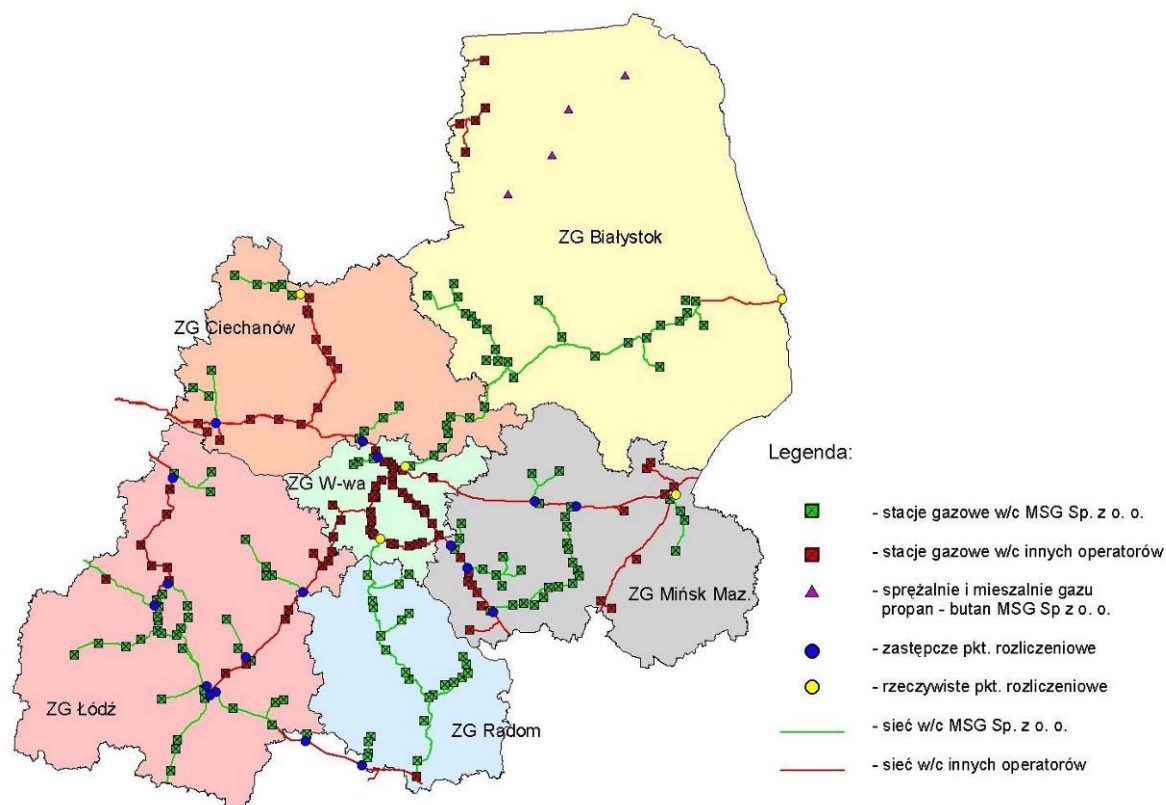 ZG Białystok
ZG Ciechanów
ZG W-wa
ZG Mińsk Maz.
ZG Łódź
ZG Radom
Legenda:
- stacje gazowe w/c MSG Sp. z o. o.
- stacje gazowe w/c innych operatorów
- sprężalnie i mieszalnie gazu
propan - butan MSG Sp z o. o.
- zastępcze pkt. rozliczeniowe
- rzeczywiste pkt. rozliczeniowe
- sieć w/c MSG Sp. z o. o.
- sieć w/c innych operatorów